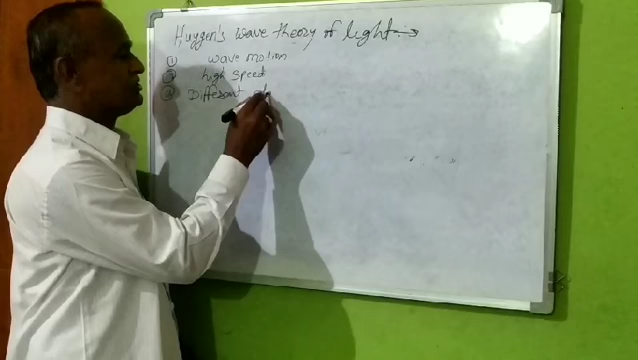 Huygen's wave theory of light :->
① wave motion
② high speed
③ Different